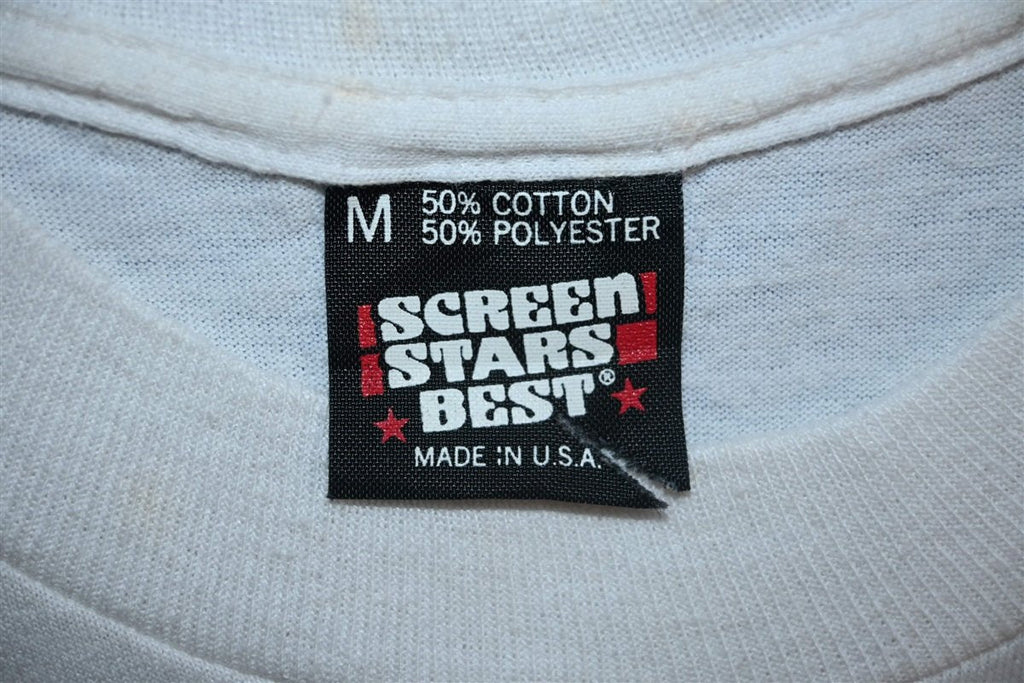 M 50% COTTON
50% POLYESTER
SCREEN
STARS
BEST®
MADE IN U.S.A.